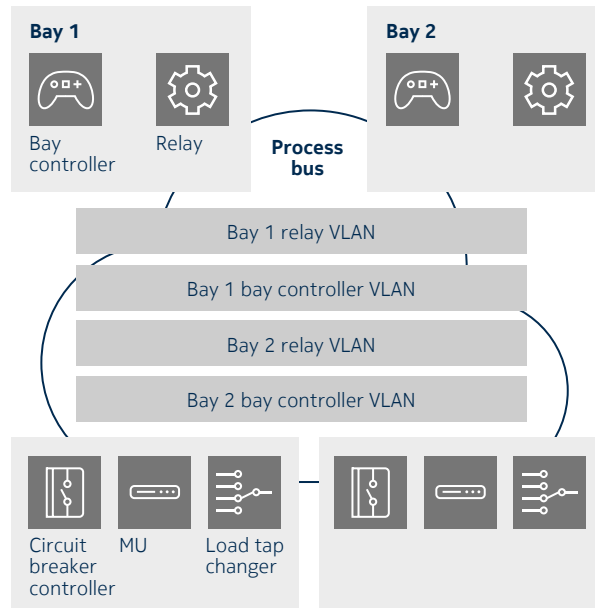 Bay 1
Bay 2
Bay
controller
Relay
Process
bus
Bay 1 relay VLAN
Bay 1 bay controller VLAN
Bay 2 relay VLAN
Bay 2 bay controller VLAN
Circuit
breaker
controller
MU
Load tap
changer